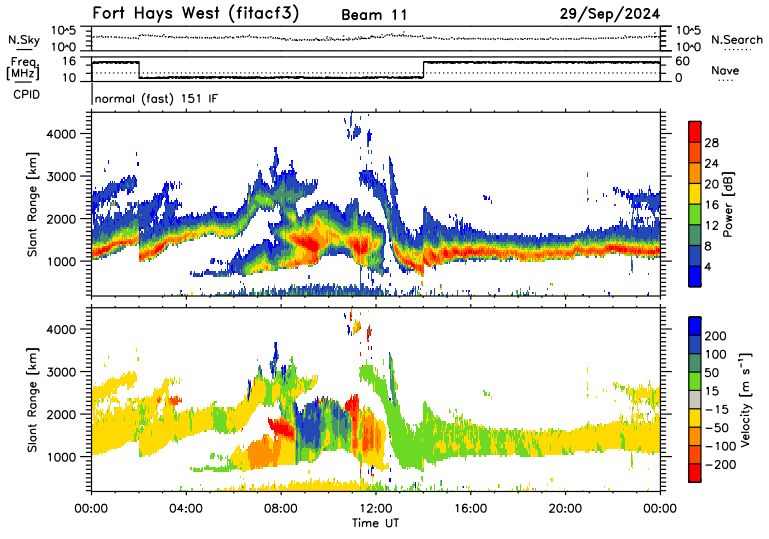 Fort Hays West (fitacf3) Beam 11 29/Sep/2024
N.Sky 10^5 10^0 10^5 10^0 N.Search
Freq. [MHz] 16 10 60 0 Nave
CPID normal (fast) 151 IF
Slant Range [km]
4000
3000
2000
1000
28
24
20
16
12
8
4
Power [dB]
Slant Range [km]
4000
3000
2000
1000
200
100
50
15
-15
-50
-100
-200
Velocity [m s^-1]
00:00 04:00 08:00 12:00 16:00 20:00 00:00
Time UT